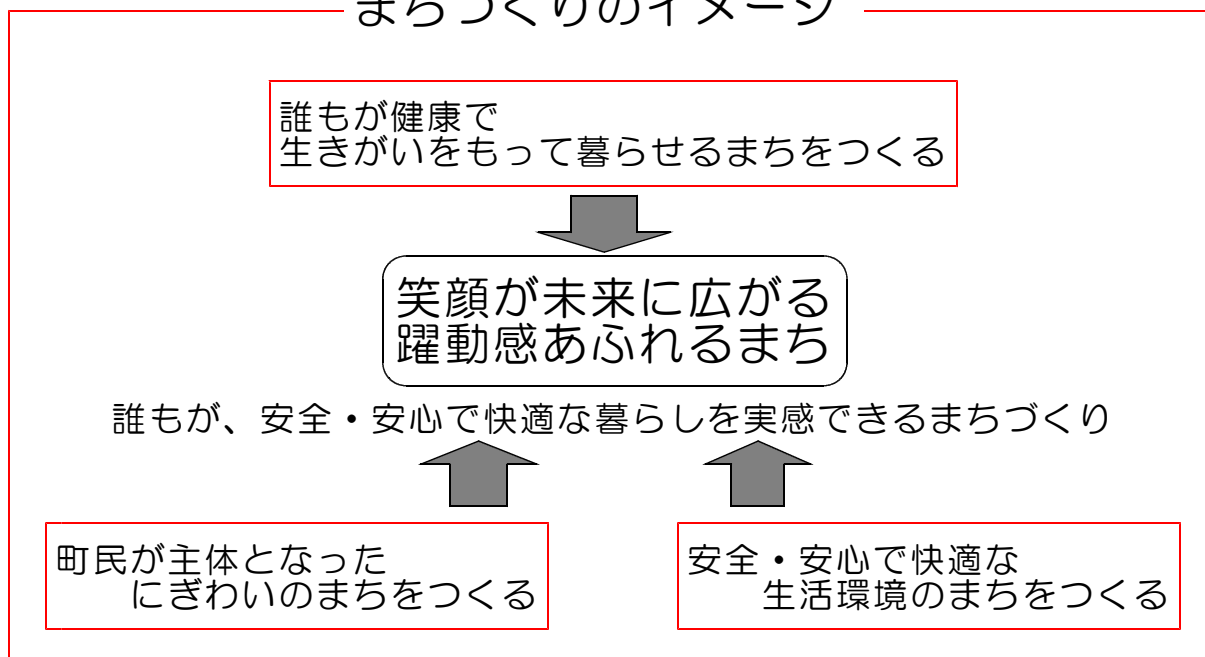 まちづくりのイメージ
誰もが健康で
生きがいをもって暮らせるまちをつくる
笑顔が未来に広がる
躍動感あふれるまち
誰もが、安全・安心で快適な暮らしを実感できるまちづくり
町民が主体となった
にぎわいのまちをつくる
安全・安心で快適な
生活環境のまちをつくる